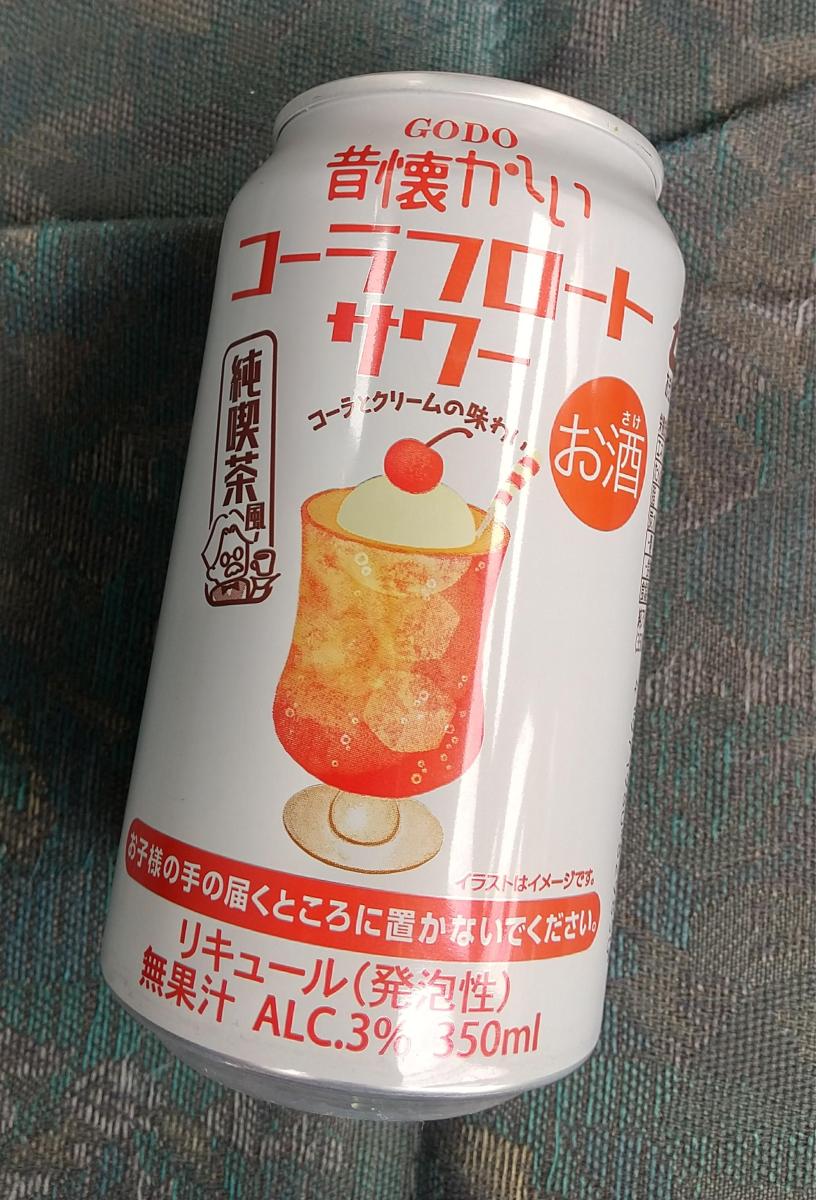 GODO
昔懐かしい
コーラフロート
サワー
純喫茶風
コーラとクリームの味わい
さけ
お酒
イラストはイメージです。
お子様の手の届くところに置かないでください。
リキュール(発泡性)
無果汁 ALC.3% 350ml